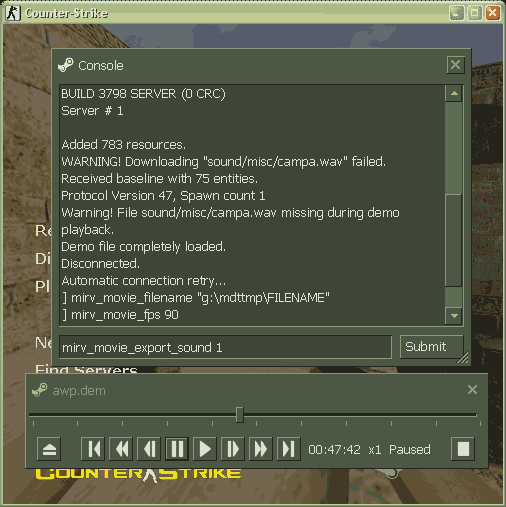 Counter-Strike
Console
BUILD 3798 SERVER (0 CRC)
Server # 1
Added 783 resources.
WARNING! Downloading "sound/misc/campa.wav" failed.
Received baseline with 75 entities.
Protocol Version 47, Spawn count 1
Warning! File sound/misc/campa.wav missing during demo
playback.
Demo file completely loaded.
Disconnected.
Automatic connection retry...
] mirv_movie_filename "g:\mdttmp\FILENAME"
] mirv_movie_fps 90
mirv_movie_export_sound 1
Submit
Re
Di
Pl
Ne
Find Servers
awp.dem
00:47:42 x1 Paused
COUNTER STRIKE